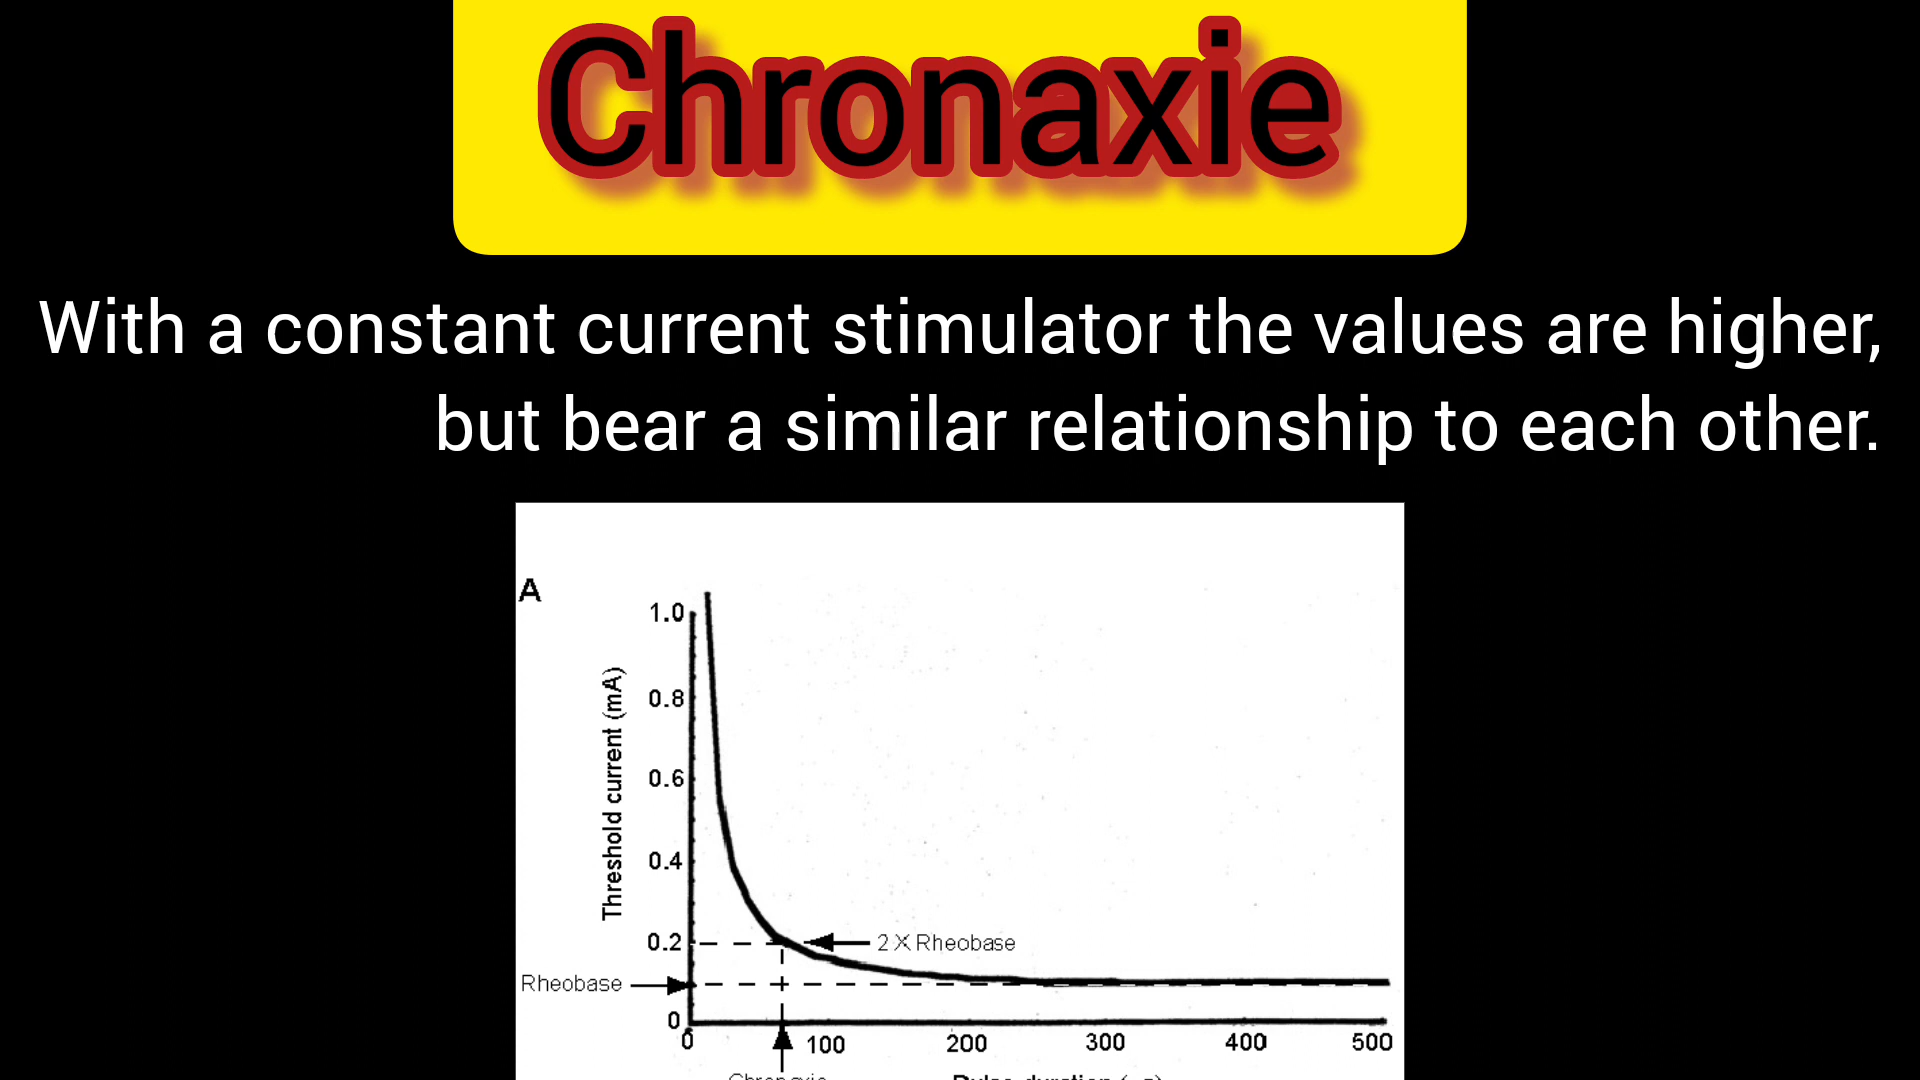 Chronaxie
With a constant current stimulator the values are higher,
but bear a similar relationship to each other.
A
1.0
0.8
0.6
0.4
0.2
0
Threshold current (mA)
2 X Rheobase
Rheobase
0 100 200 300 400 500